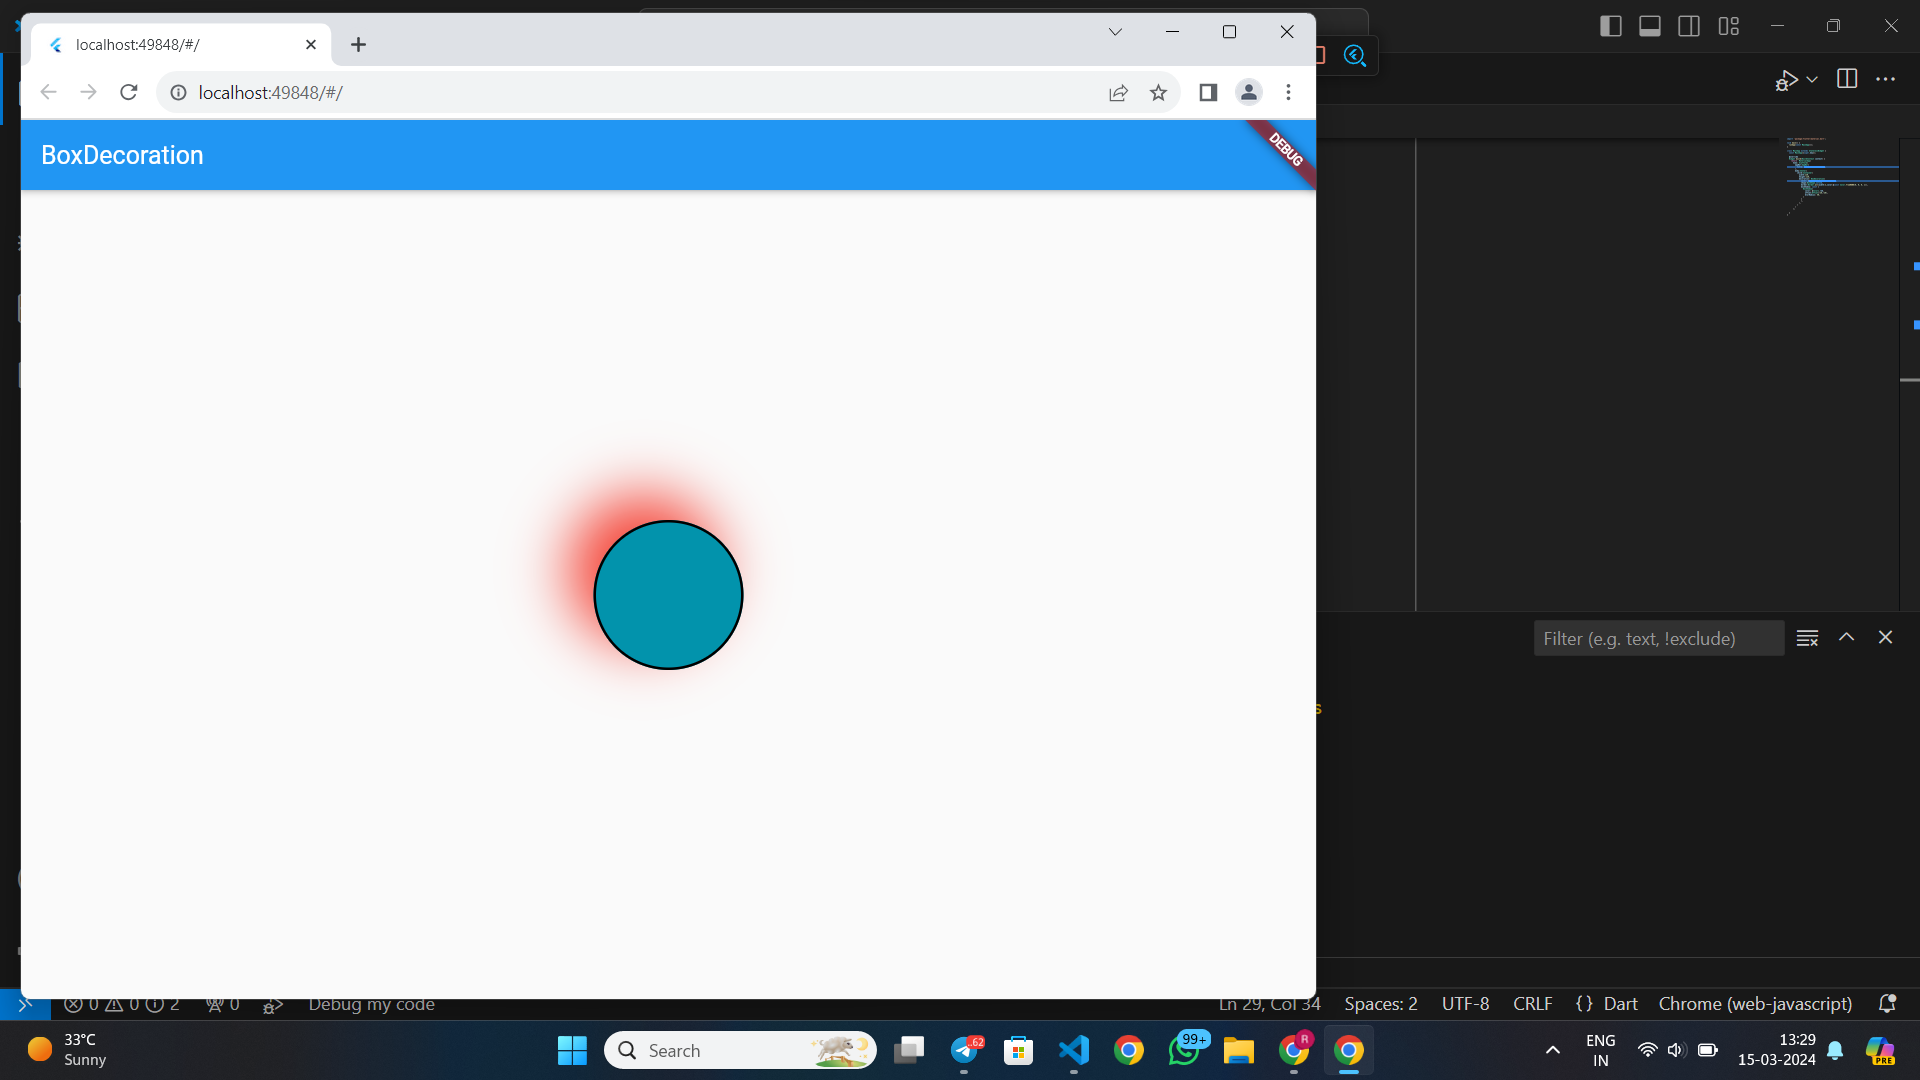 localhost:49848/#/
localhost:49848/#/
BoxDecoration
DEBUG
Filter (e.g. text, !exclude)
s
0 0 2 0 Debug my code
Ln 29, Col 34 Spaces: 2 UTF-8 CRLF {} Dart Chrome (web-javascript)
33°C
Sunny
Search
..62
99+
R
ENG
IN
13:29
15-03-2024
PRE